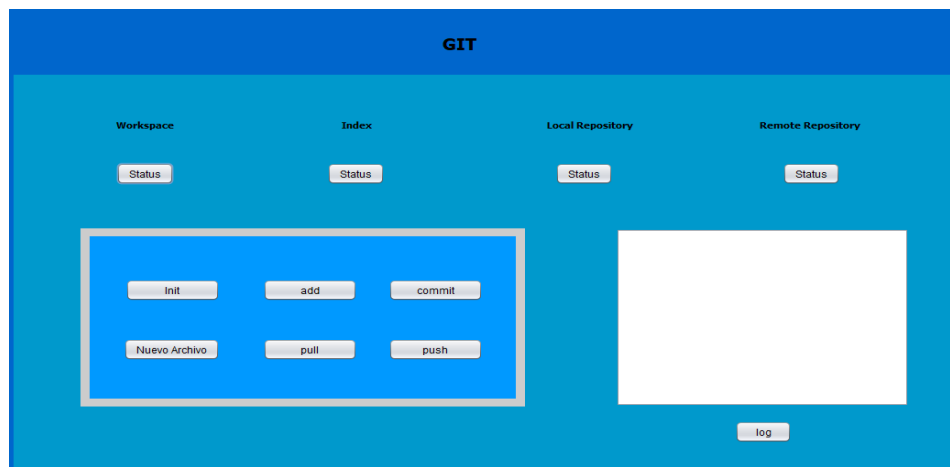 GIT
Workspace Index Local Repository Remote Repository
Status Status Status Status
Init add commit
Nuevo Archivo pull push
log